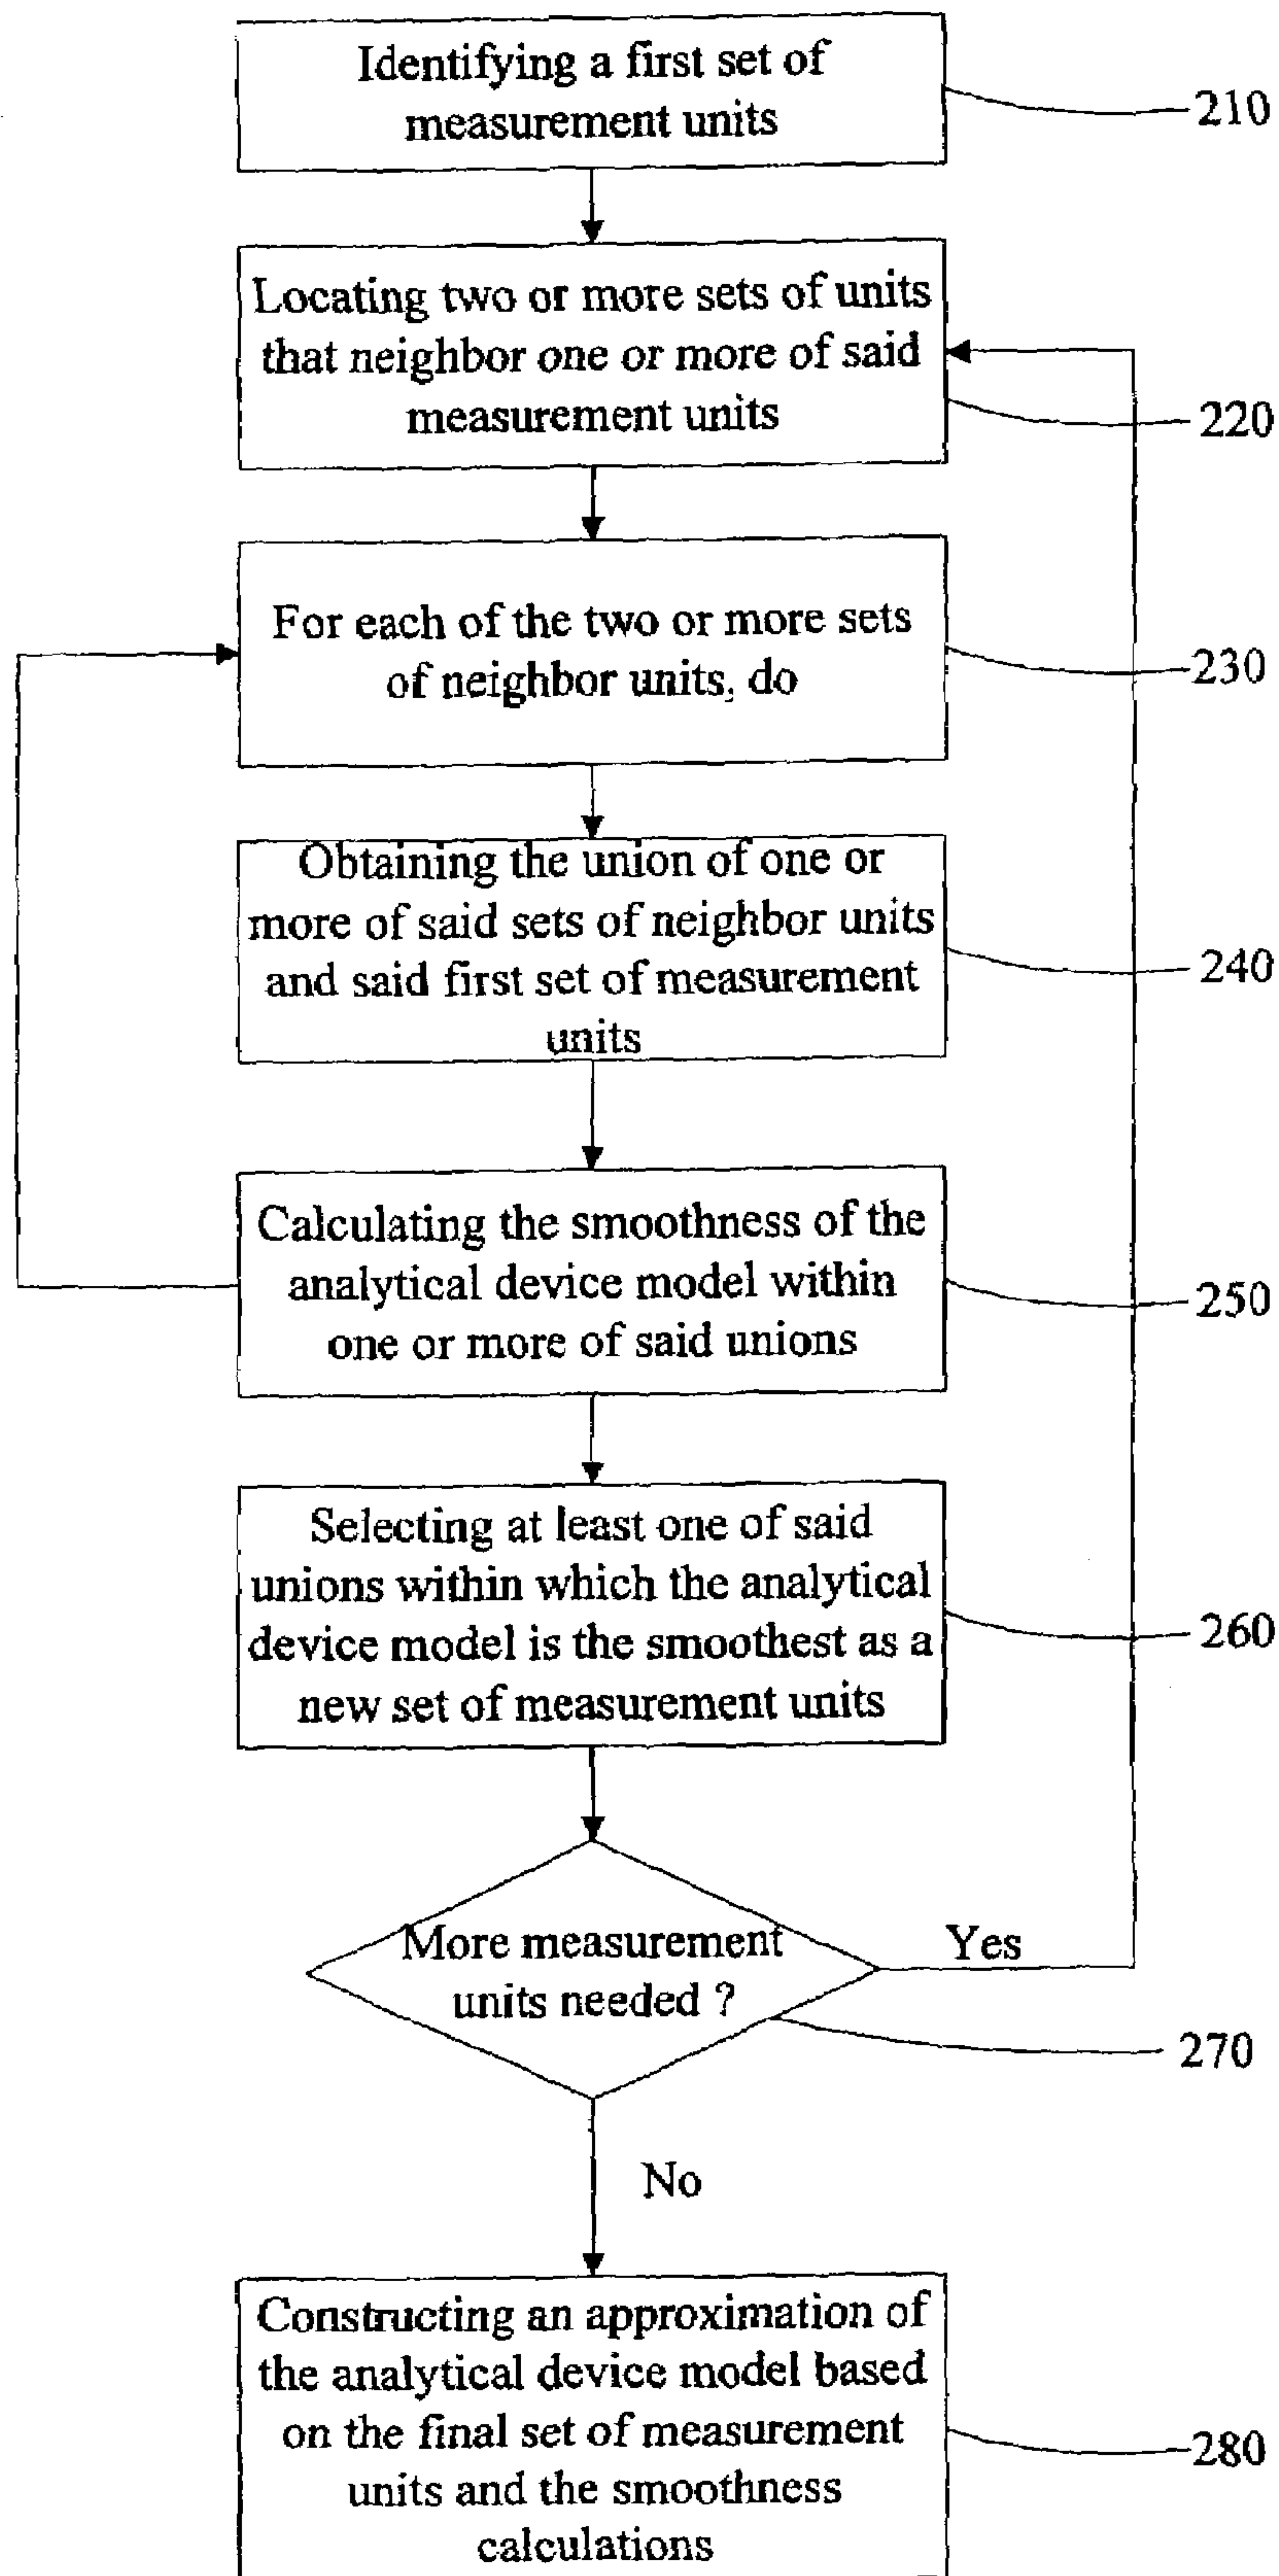 Identifying a first set of
measurement units
210
Locating two or more sets of units
that neighbor one or more of said
measurement units
220
For each of the two or more sets
of neighbor units, do
230
Obtaining the union of one or
more of said sets of neighbor units
and said first set of measurement
units
240
Calculating the smoothness of the
analytical device model within
one or more of said unions
250
Selecting at least one of said
unions within which the analytical
device model is the smoothest as a
new set of measurement units
260
More measurement
units needed ?
Yes
270
No
Constructing an approximation of
the analytical device model based
on the final set of measurement
units and the smoothness
calculations
280